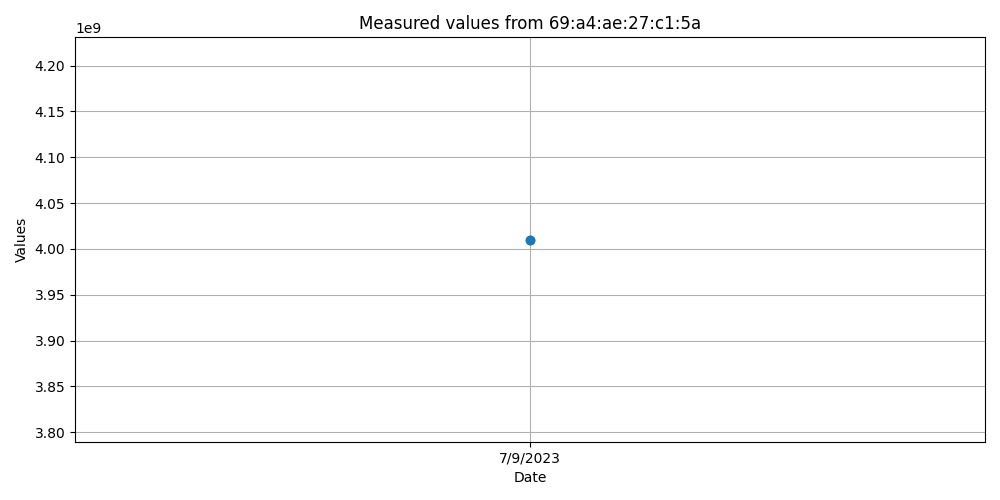 Measured values from 69:a4:ae:27:c1:5a
1e9
4.20
4.15
4.10
4.05
4.00
3.95
3.90
3.85
3.80
Values
7/9/2023
Date